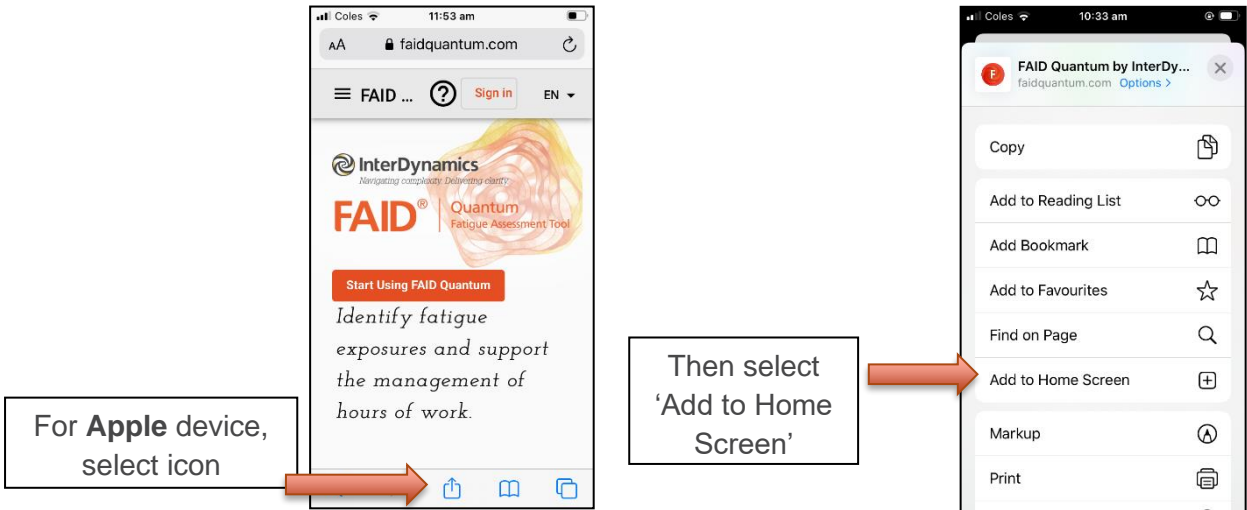 Coles 11:53 am
AA faidquantum.com
FAID ... ? Sign in EN
InterDynamics
Navigating complexity Delivering clarity
FAID® Quantum
Fatigue Assessment Tool
Start Using FAID Quantum
Identify fatigue
exposures and support
the management of
hours of work.
For Apple device,
select icon
Then select
‘Add to Home
Screen’
Coles 10:33 am
F
FAID Quantum by InterDy...
faidquantum.com Options >
Copy
Add to Reading List
Add Bookmark
Add to Favourites
Find on Page
Add to Home Screen
Markup
Print